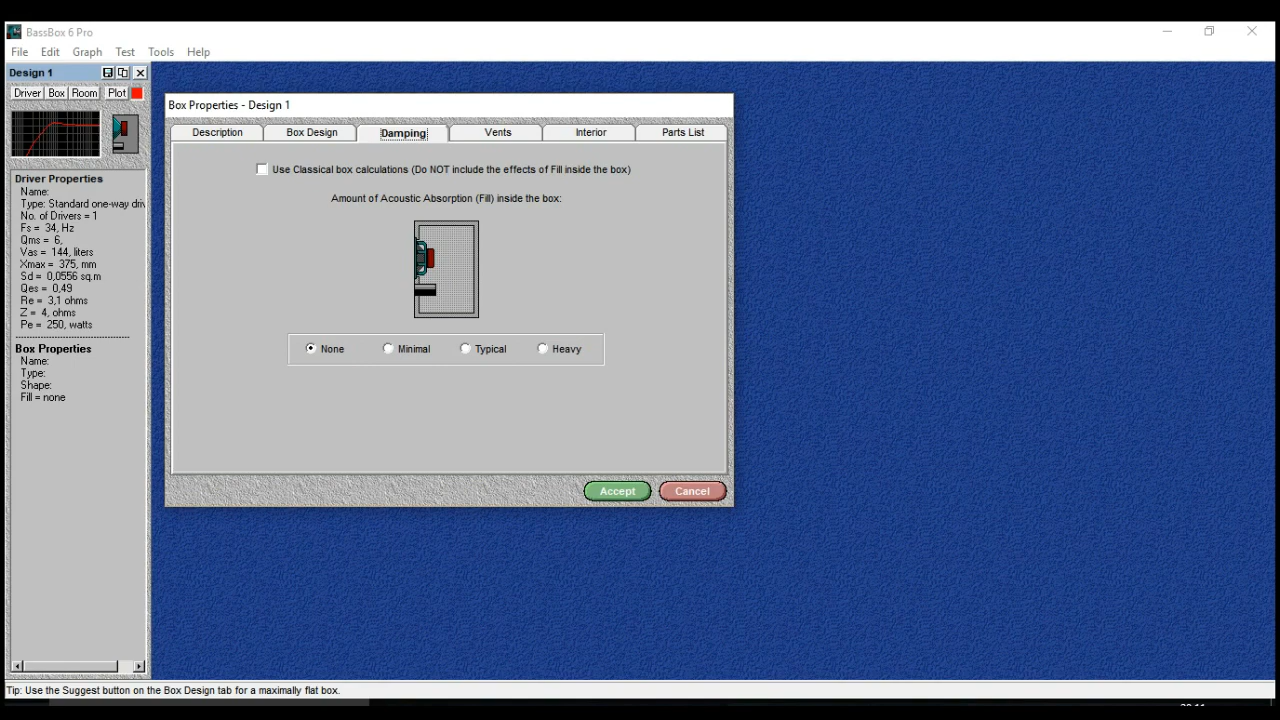 BassBox 6 Pro
File Edit Graph Test Tools Help
Design 1
Driver Box Room Plot
Driver Properties
Name:
Type: Standard one-way
No. of Drivers = 1
Fs = 34, Hz
Qms = 6,
Vas = 144, liters
Xmax = 375, mm
Sd = 0,0556 sq.m
Qes = 0,49
Re = 3,1 ohms
Z = 4, ohms
Pe = 250, watts
Box Properties
Name:
Type:
Shape:
Fill = none
Box Properties - Design 1
Description Box Design Damping Vents Interior Parts List
Use Classical box calculations (Do NOT include the effects of Fill inside the box)
Amount of Acoustic Absorption (Fill) inside the box:
None Minimal Typical Heavy
Accept Cancel
Tip: Use the Suggest button on the Box Design tab for a maximally flat box.